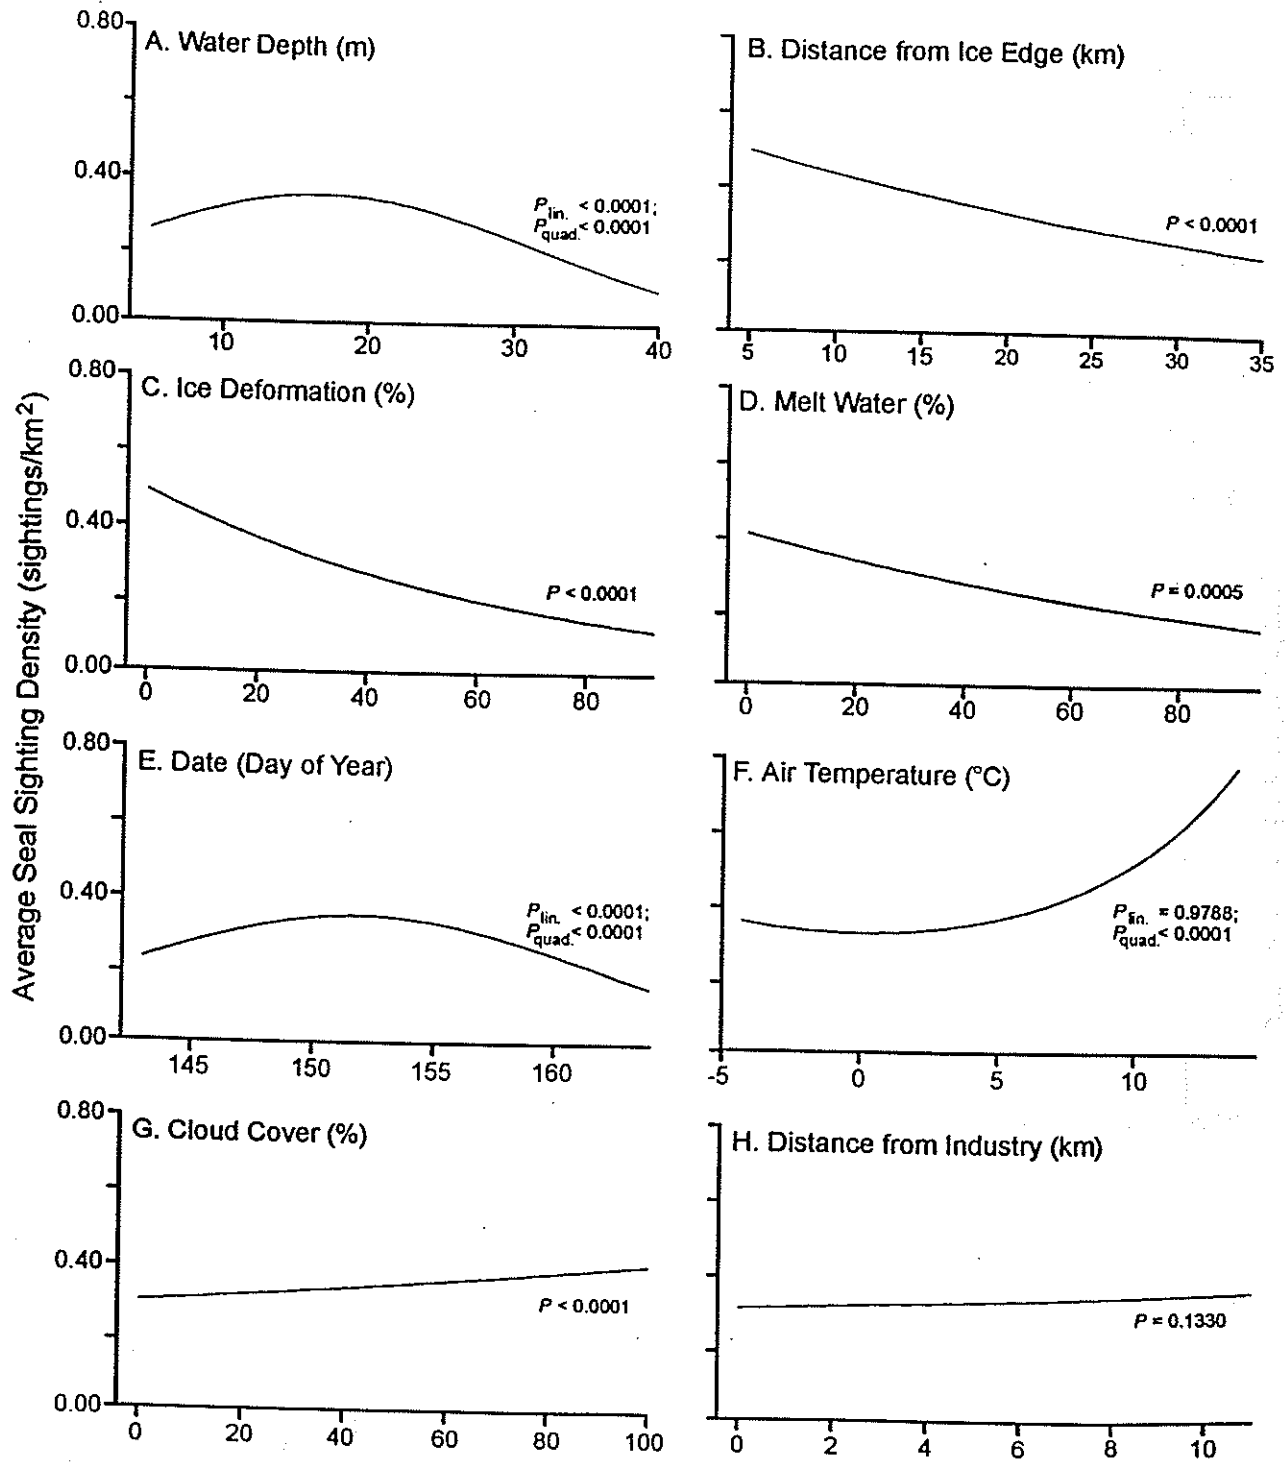 Average Seal Sighting Density (sightings/km²)
A. Water Depth (m)
0.80
0.40
0.00
P lin. < 0.0001;
P quad. < 0.0001
10 20 30 40
B. Distance from Ice Edge (km)
P < 0.0001
5 10 15 20 25 30 35
C. Ice Deformation (%)
0.80
0.40
0.00
P < 0.0001
0 20 40 60 80
D. Melt Water (%)
P = 0.0005
0 20 40 60 80
E. Date (Day of Year)
0.80
0.40
0.00
P lin. < 0.0001;
P quad. < 0.0001
145 150 155 160
F. Air Temperature (°C)
P lin. = 0.9788;
P quad. < 0.0001
-5 0 5 10
G. Cloud Cover (%)
0.80
0.40
0.00
P < 0.0001
0 20 40 60 80 100
H. Distance from Industry (km)
P = 0.1330
0 2 4 6 8 10